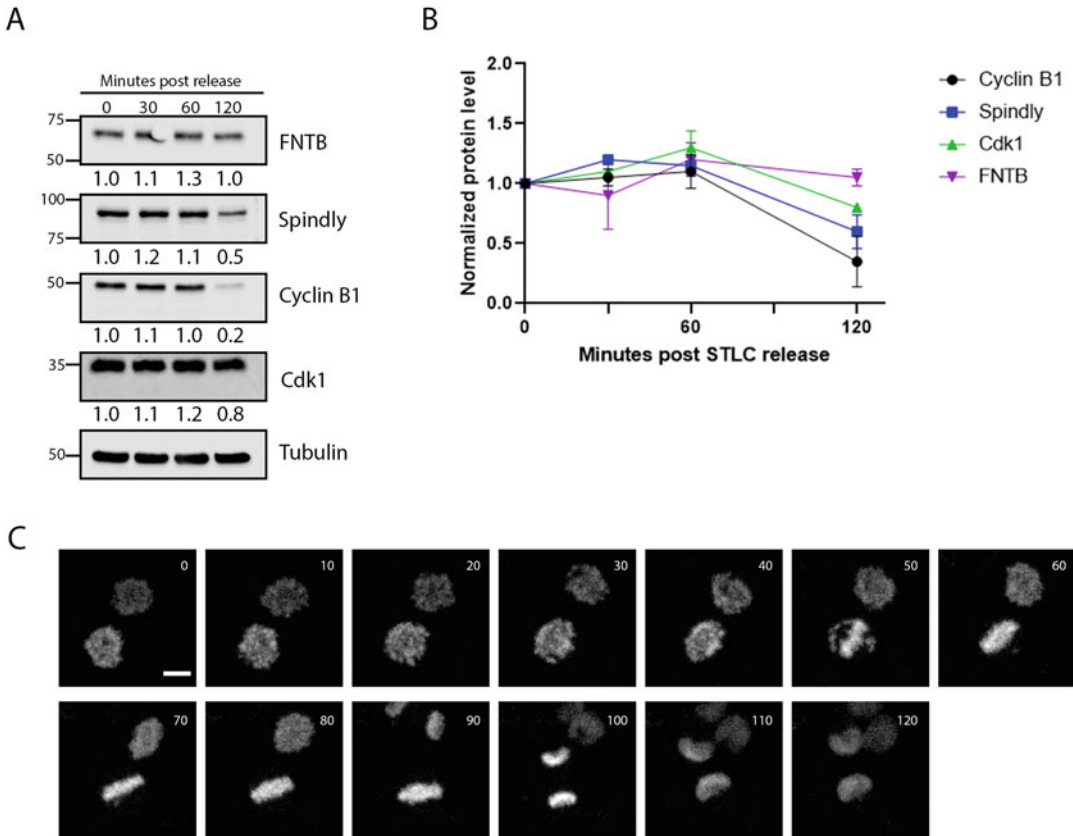 A
Minutes post release
0 30 60 120
75
50
FNTB
1.0 1.1 1.3 1.0
100
75
Spindly
1.0 1.2 1.1 0.5
50
Cyclin B1
1.0 1.1 1.0 0.2
35
Cdk1
1.0 1.1 1.2 0.8
50
Tubulin
B
Normalized protein level
2.0
1.5
1.0
0.5
0.0
0 60 120
Minutes post STLC release
Cyclin B1
Spindly
Cdk1
FNTB
C
0 10 20 30 40 50 60
70 80 90 100 110 120